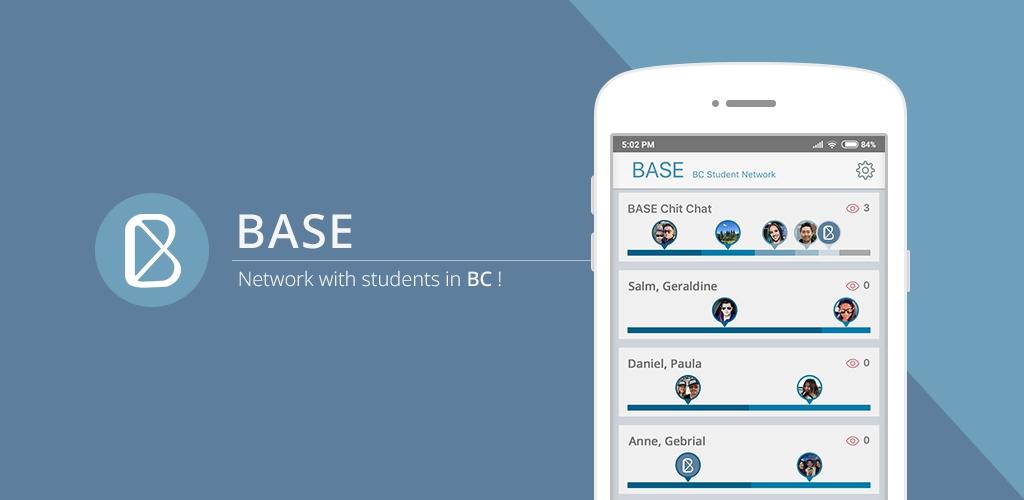 BASE
Network with students in BC !
5:02 PM
84%
BASE BC Student Network
BASE Chit Chat
3
Salm, Geraldine
0
Daniel, Paula
0
Anne, Gebrial
0